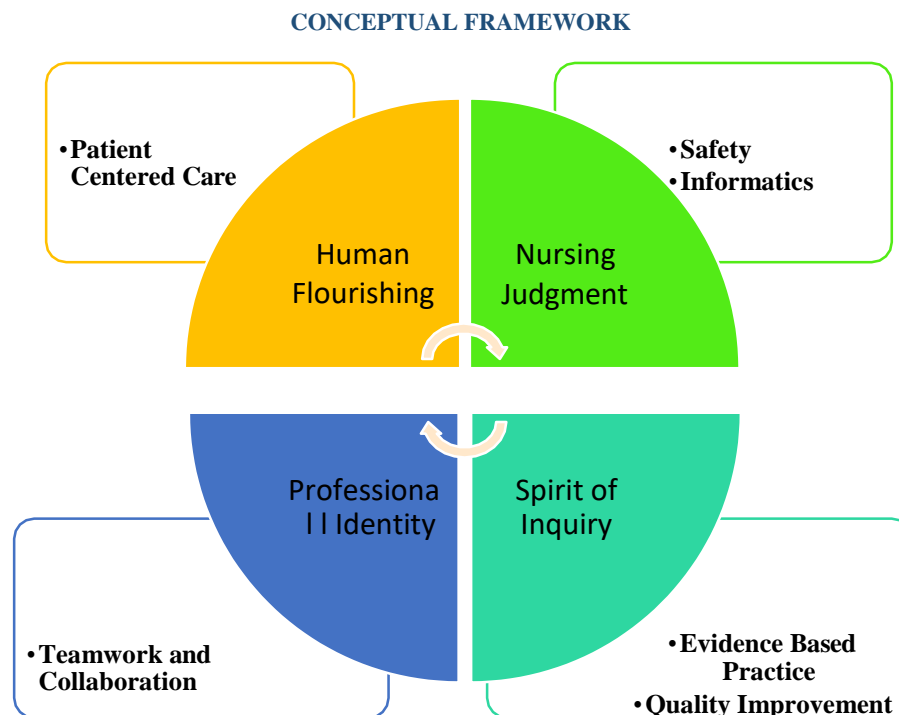 CONCEPTUAL FRAMEWORK
•Patient
Centered Care
•Safety
•Informatics
Human
Flourishing
Nursing
Judgment
Professiona
l l Identity
Spirit of
Inquiry
•Teamwork and
Collaboration
•Evidence Based
Practice
•Quality Improvement